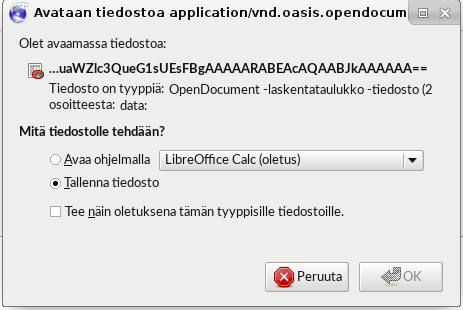 Avataan tiedostoa application/vnd.oasis.opendocum
Olet avaamassa tiedostoa:
...uaWZlc3QueG1sUEsFBgAAAAARABEAcAQAABJkAAAAAA==
Tiedosto on tyyppiä: OpenDocument -laskentataulukko -tiedosto (2
osoitteesta: data:
Mitä tiedostolle tehdään?
Avaa ohjelmalla LibreOffice Calc (oletus)
Tallenna tiedosto
Tee näin oletuksena tämän tyyppisille tiedostoille.
Peruuta OK